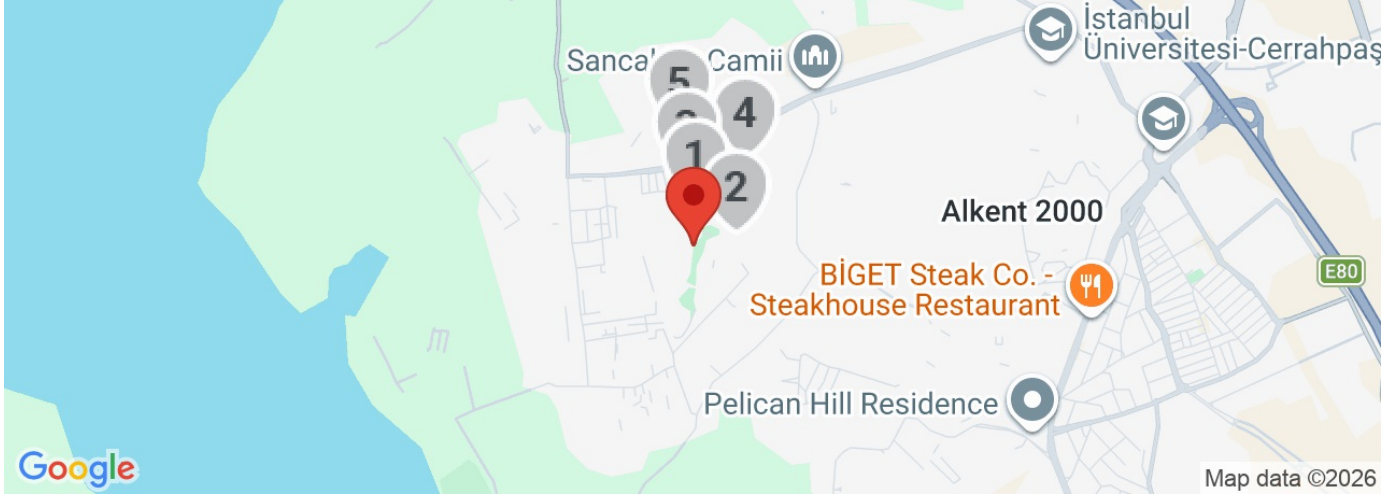 İstanbul
Üniversitesi-Cerrahpaş
Camii
5
4
1
2
Alkent 2000
BİGET Steak Co. -
Steakhouse Restaurant
E80
Pelican Hill Residence
Google
Map data ©2026